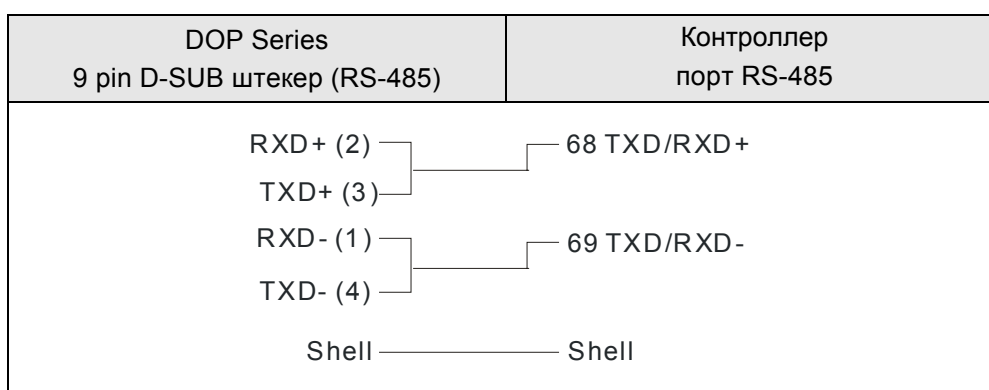 DOP Series
9 pin D-SUB штекер (RS-485)
Контроллер
порт RS-485
RXD+ (2)
68 TXD/RXD+
TXD+ (3)
RXD- (1)
69 TXD/RXD-
TXD- (4)
Shell
Shell